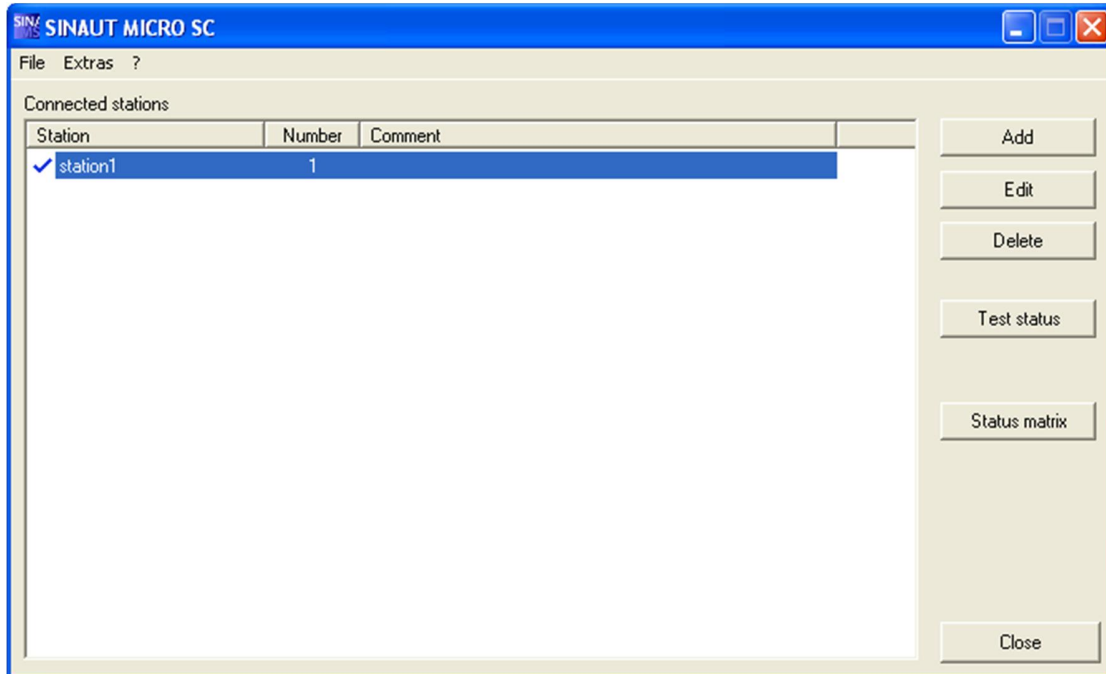 SINAUT MICRO SC
File Extras ?
Connected stations
Station Number Comment
station1 1
Add
Edit
Delete
Test status
Status matrix
Close